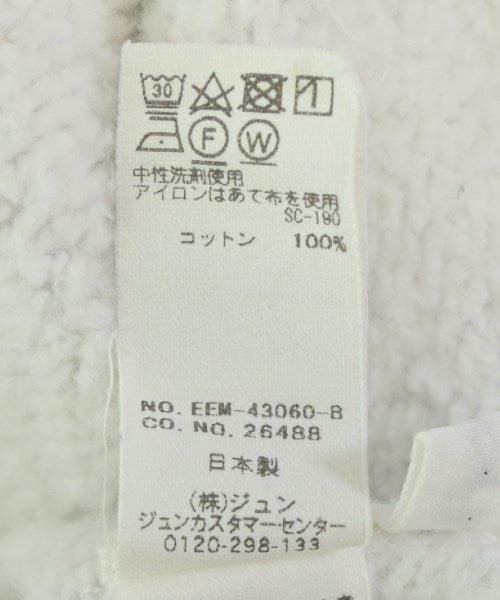 30
F W
中性洗剤使用
アイロンはあて布を使用
SC-190
コットン 100%
NO. EEM-43060-B
CO. NO. 26488
日本製
(株)ジュン
ジュンカスタマーセンター
0120-298-133